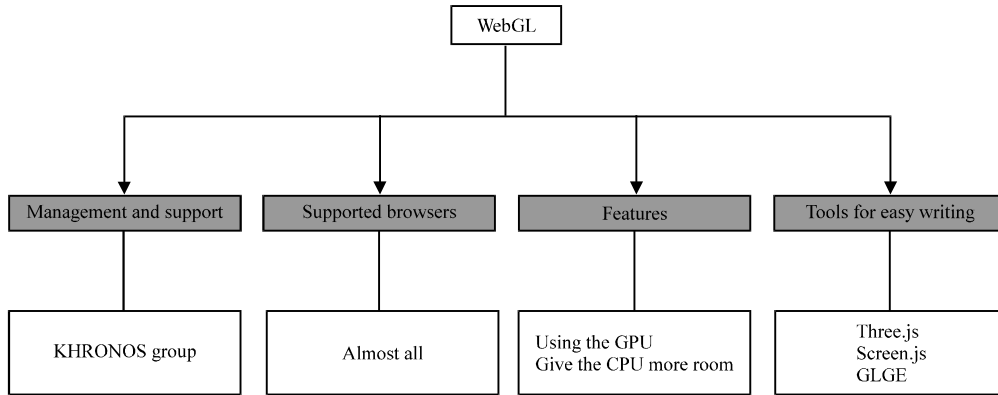 WebGL
Management and support
Supported browsers
Features
Tools for easy writing
KHRONOS group
Almost all
Using the GPU
Give the CPU more room
Three.js
Screen.js
GLGE